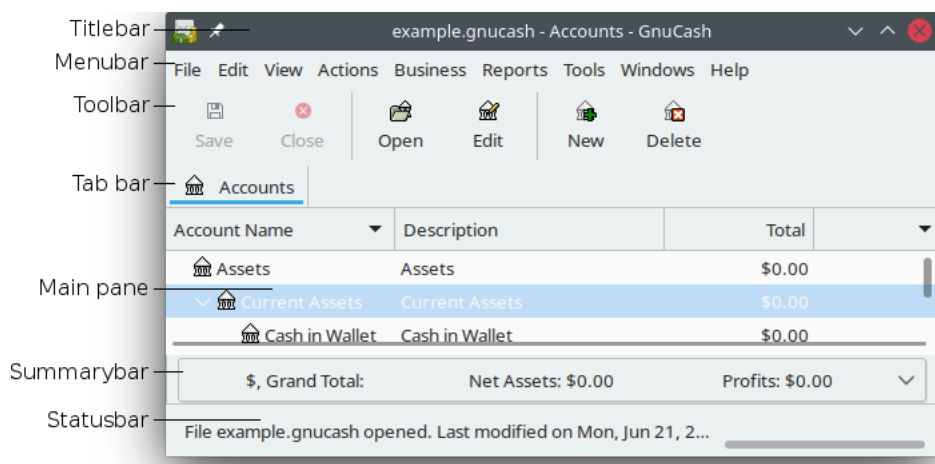 Titlebar
example.gnucash - Accounts - GnuCash
Menubar
File Edit View Actions Business Reports Tools Windows Help
Toolbar
Save Close Open Edit New Delete
Tab bar
Accounts
Account Name Description Total
Assets Assets $0.00
Main pane
Current Assets Current Assets $0.00
Cash in Wallet Cash in Wallet $0.00
Summarybar
$, Grand Total: Net Assets: $0.00 Profits: $0.00
Statusbar
File example.gnucash opened. Last modified on Mon, Jun 21, 2...